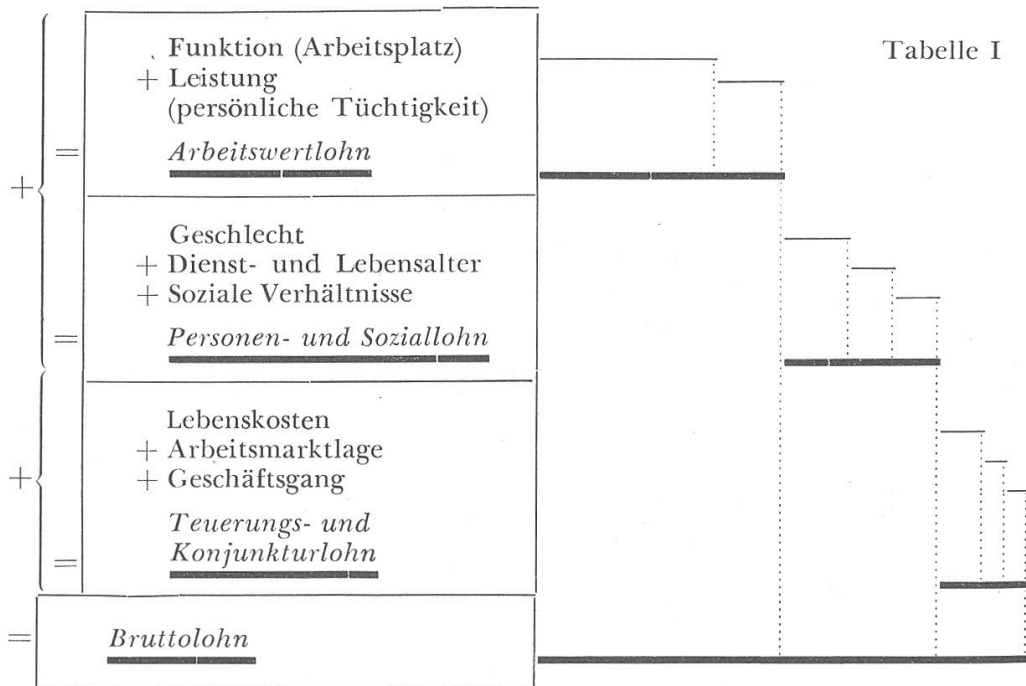 Tabelle I
Funktion (Arbeitsplatz)
+ Leistung
(persönliche Tüchtigkeit)
= Arbeitswertlohn
+
Geschlecht
+ Dienst- und Lebensalter
+ Soziale Verhältnisse
= Personen- und Soziallohn
Lebenskosten
+ Arbeitsmarktlage
+ + Geschäftsgang
Teuerungs- und
= Konjunkturlohn
= Bruttolohn